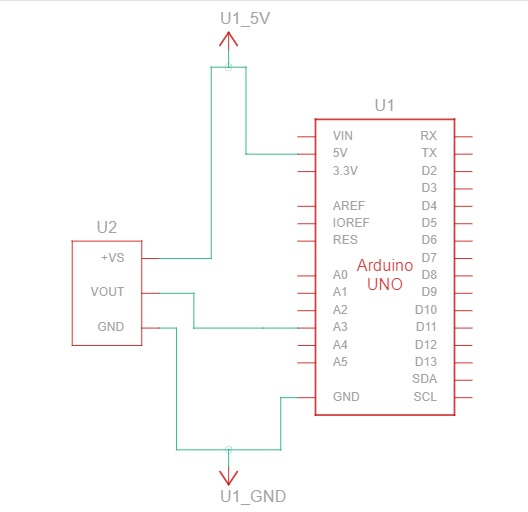 U1_5V
U1
VIN
RX
5V
TX
3.3V
D2
D3
AREF
D4
IOREF
D5
RES
D6
D7
A0
D8
A1
D9
A2
D10
A3
D11
A4
D12
A5
D13
SDA
GND
SCL
Arduino
UNO
U2
+VS
VOUT
GND
U1_GND